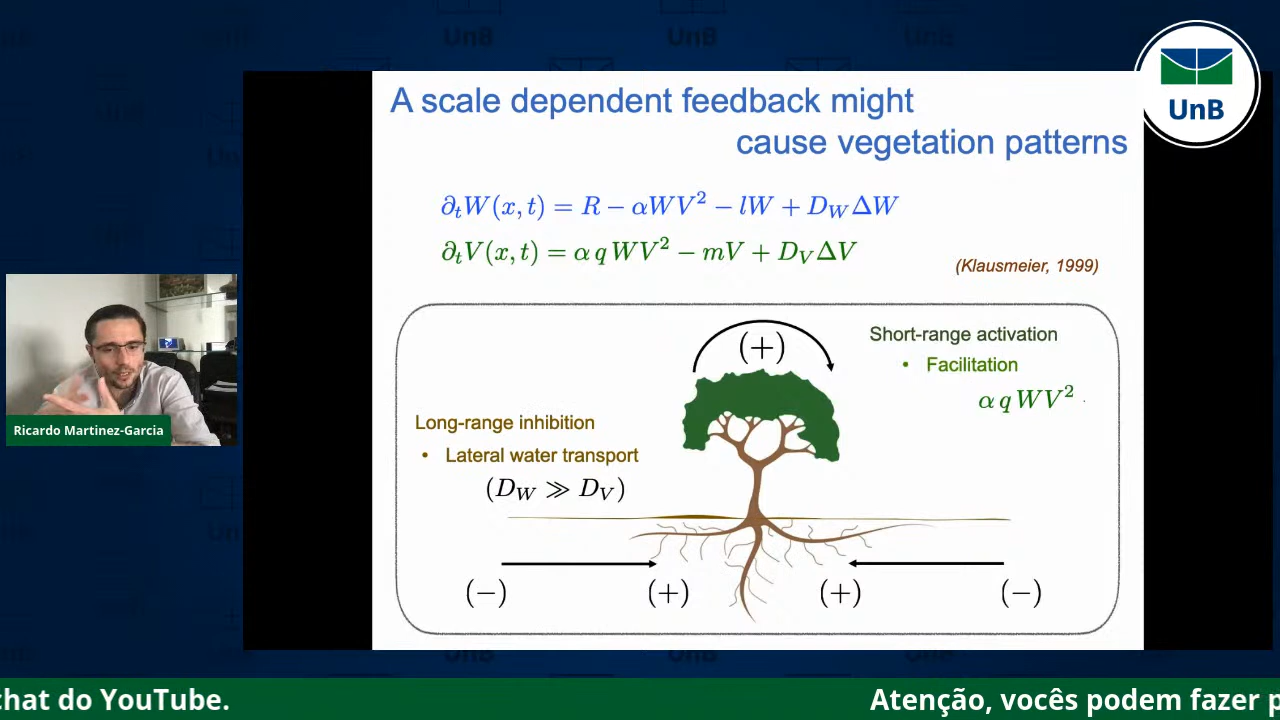 UnB
A scale dependent feedback might
cause vegetation patterns
∂ₜW(x, t) = R − αWV² − lW + D_WΔW
∂ₜV(x, t) = α q WV² − mV + D_VΔV
(Klausmeier, 1999)
(+)
Short-range activation
• Facilitation
α q WV²
Long-range inhibition
• Lateral water transport
(D_W ≫ D_V)
(−) (+) (+) (−)
Ricardo Martinez-Garcia
chat do YouTube. Atenção, vocês podem fazer p